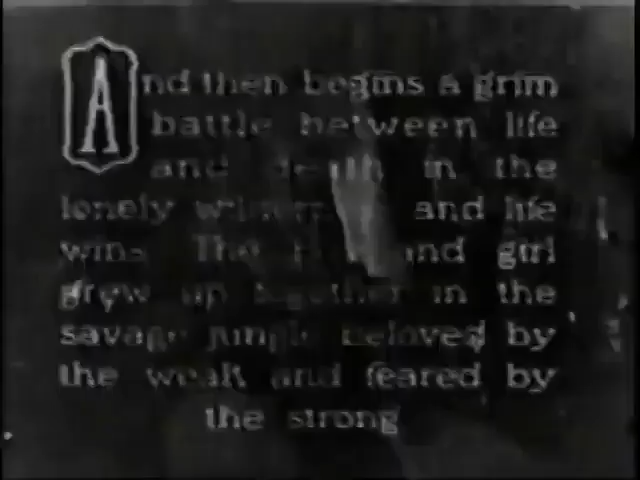 And then begins a grim
battle between life
and death in the
lonely and life
wins The and girl
grew up together in the
savage jungle beloved by
the weak and feared by
the strong